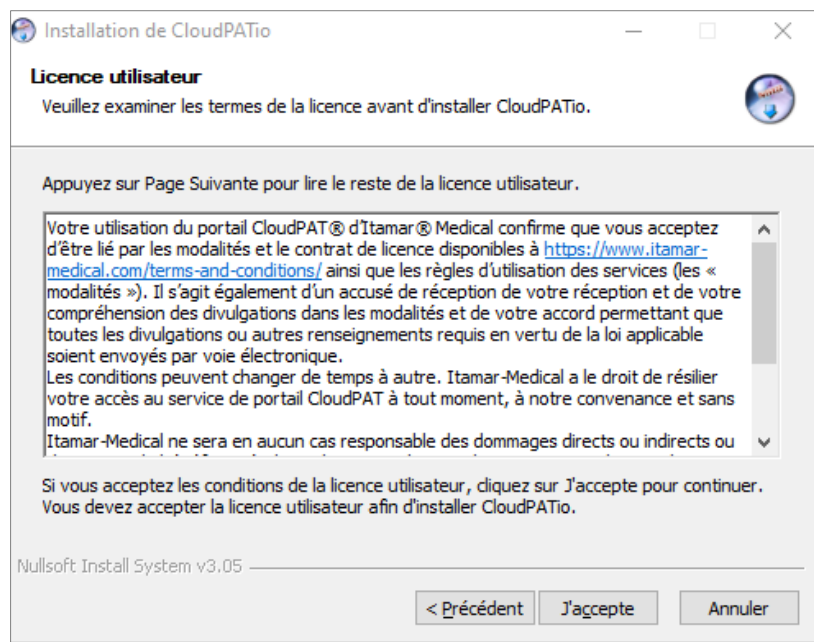 Installation de CloudPATio
Licence utilisateur
Veuillez examiner les termes de la licence avant d'installer CloudPATio.
Appuyez sur Page Suivante pour lire le reste de la licence utilisateur.
Votre utilisation du portail CloudPAT® d'Itamar® Medical confirme que vous acceptez
d'être lié par les modalités et le contrat de licence disponibles à https://www.itamar-
medical.com/terms-and-conditions/ ainsi que les règles d'utilisation des services (les «
modalités »). Il s'agit également d'un accusé de réception de votre réception et de votre
compréhension des divulgations dans les modalités et de votre accord permettant que
toutes les divulgations ou autres renseignements requis en vertu de la loi applicable
soient envoyés par voie électronique.
Les conditions peuvent changer de temps à autre. Itamar-Medical a le droit de résilier
votre accès au service de portail CloudPAT à tout moment, à notre convenance et sans
motif.
Itamar-Medical ne sera en aucun cas responsable des dommages directs ou indirects ou
Si vous acceptez les conditions de la licence utilisateur, cliquez sur J'accepte pour continuer.
Vous devez accepter la licence utilisateur afin d'installer CloudPATio.
Nullsoft Install System v3.05
< Précédent J'accepte Annuler